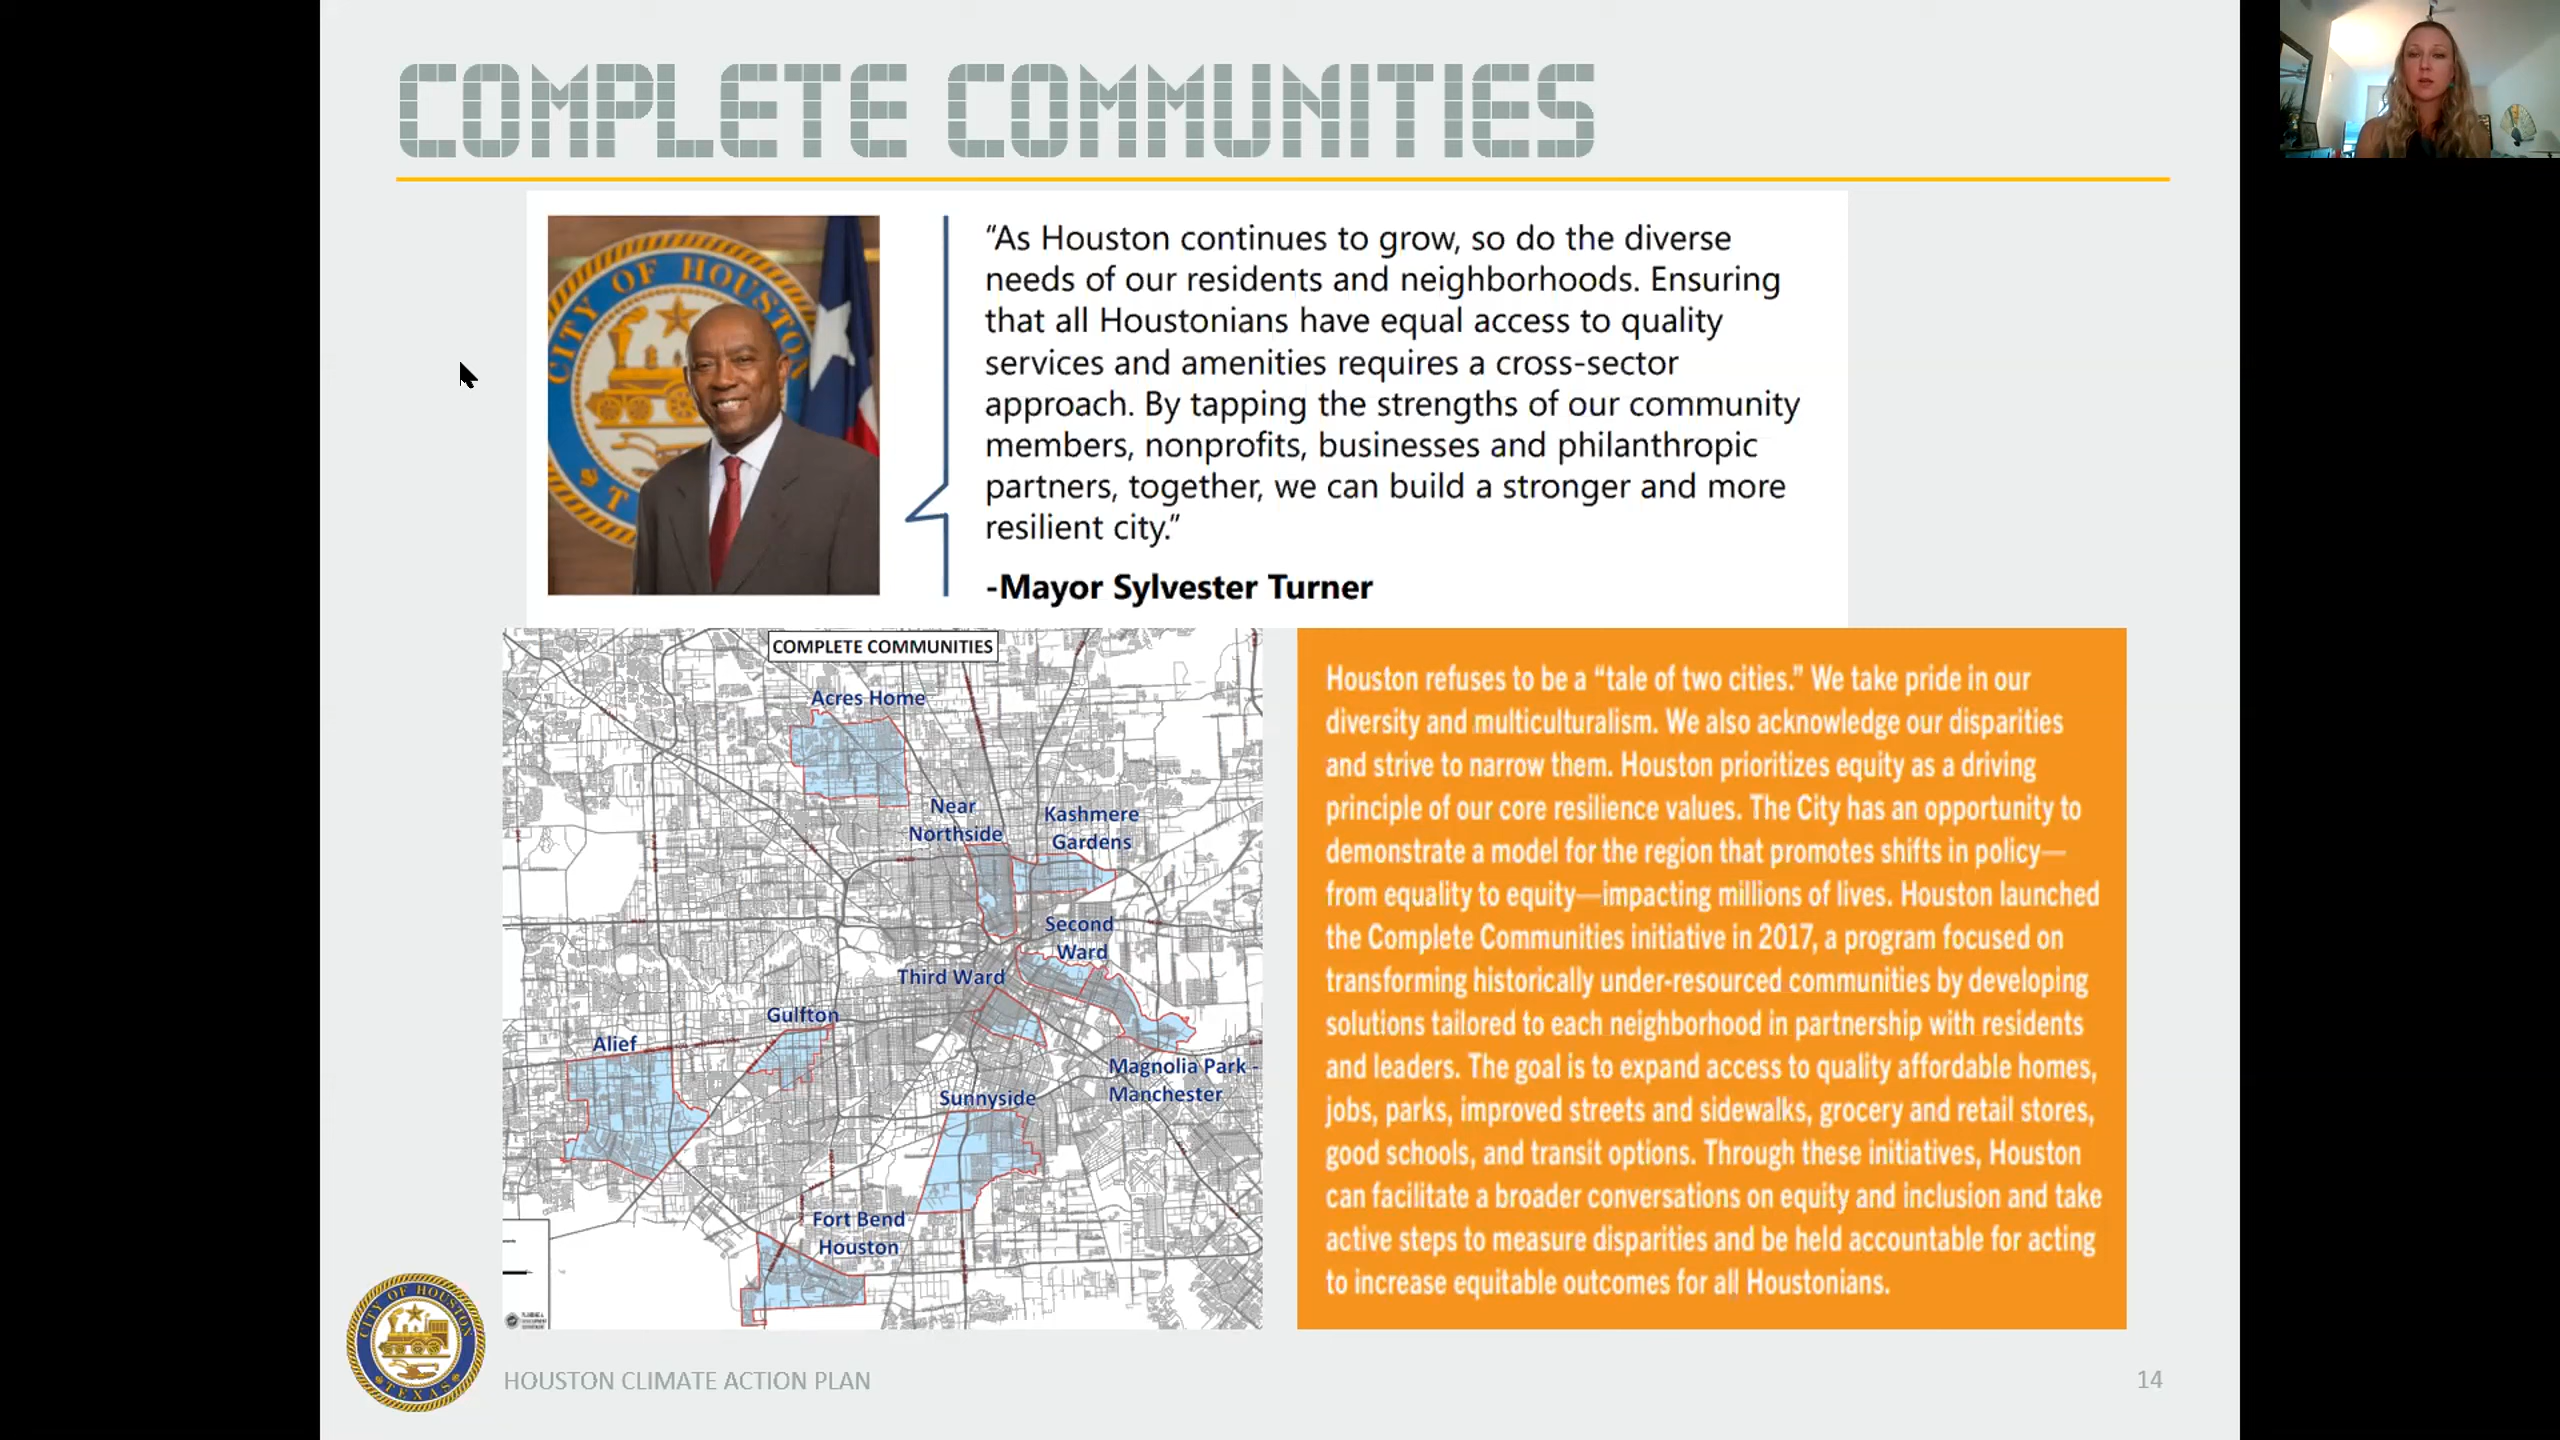 COMPLETE COMMUNITIES
CITY OF HOUSTON
“As Houston continues to grow, so do the diverse
needs of our residents and neighborhoods. Ensuring
that all Houstonians have equal access to quality
services and amenities requires a cross-sector
approach. By tapping the strengths of our community
members, nonprofits, businesses and philanthropic
partners, together, we can build a stronger and more
resilient city.”
-Mayor Sylvester Turner
COMPLETE COMMUNITIES
Acres Home
Near
Northside
Kashmere
Gardens
Second
Ward
Third Ward
Gulfton
Alief
Magnolia Park -
Manchester
Sunnyside
Fort Bend
Houston
Houston refuses to be a “tale of two cities.” We take pride in our
diversity and multiculturalism. We also acknowledge our disparities
and strive to narrow them. Houston prioritizes equity as a driving
principle of our core resilience values. The City has an opportunity to
demonstrate a model for the region that promotes shifts in policy—
from equality to equity—impacting millions of lives. Houston launched
the Complete Communities initiative in 2017, a program focused on
transforming historically under-resourced communities by developing
solutions tailored to each neighborhood in partnership with residents
and leaders. The goal is to expand access to quality affordable homes,
jobs, parks, improved streets and sidewalks, grocery and retail stores,
good schools, and transit options. Through these initiatives, Houston
can facilitate a broader conversations on equity and inclusion and take
active steps to measure disparities and be held accountable for acting
to increase equitable outcomes for all Houstonians.
CITY OF HOUSTON
TEXAS
HOUSTON CLIMATE ACTION PLAN
14